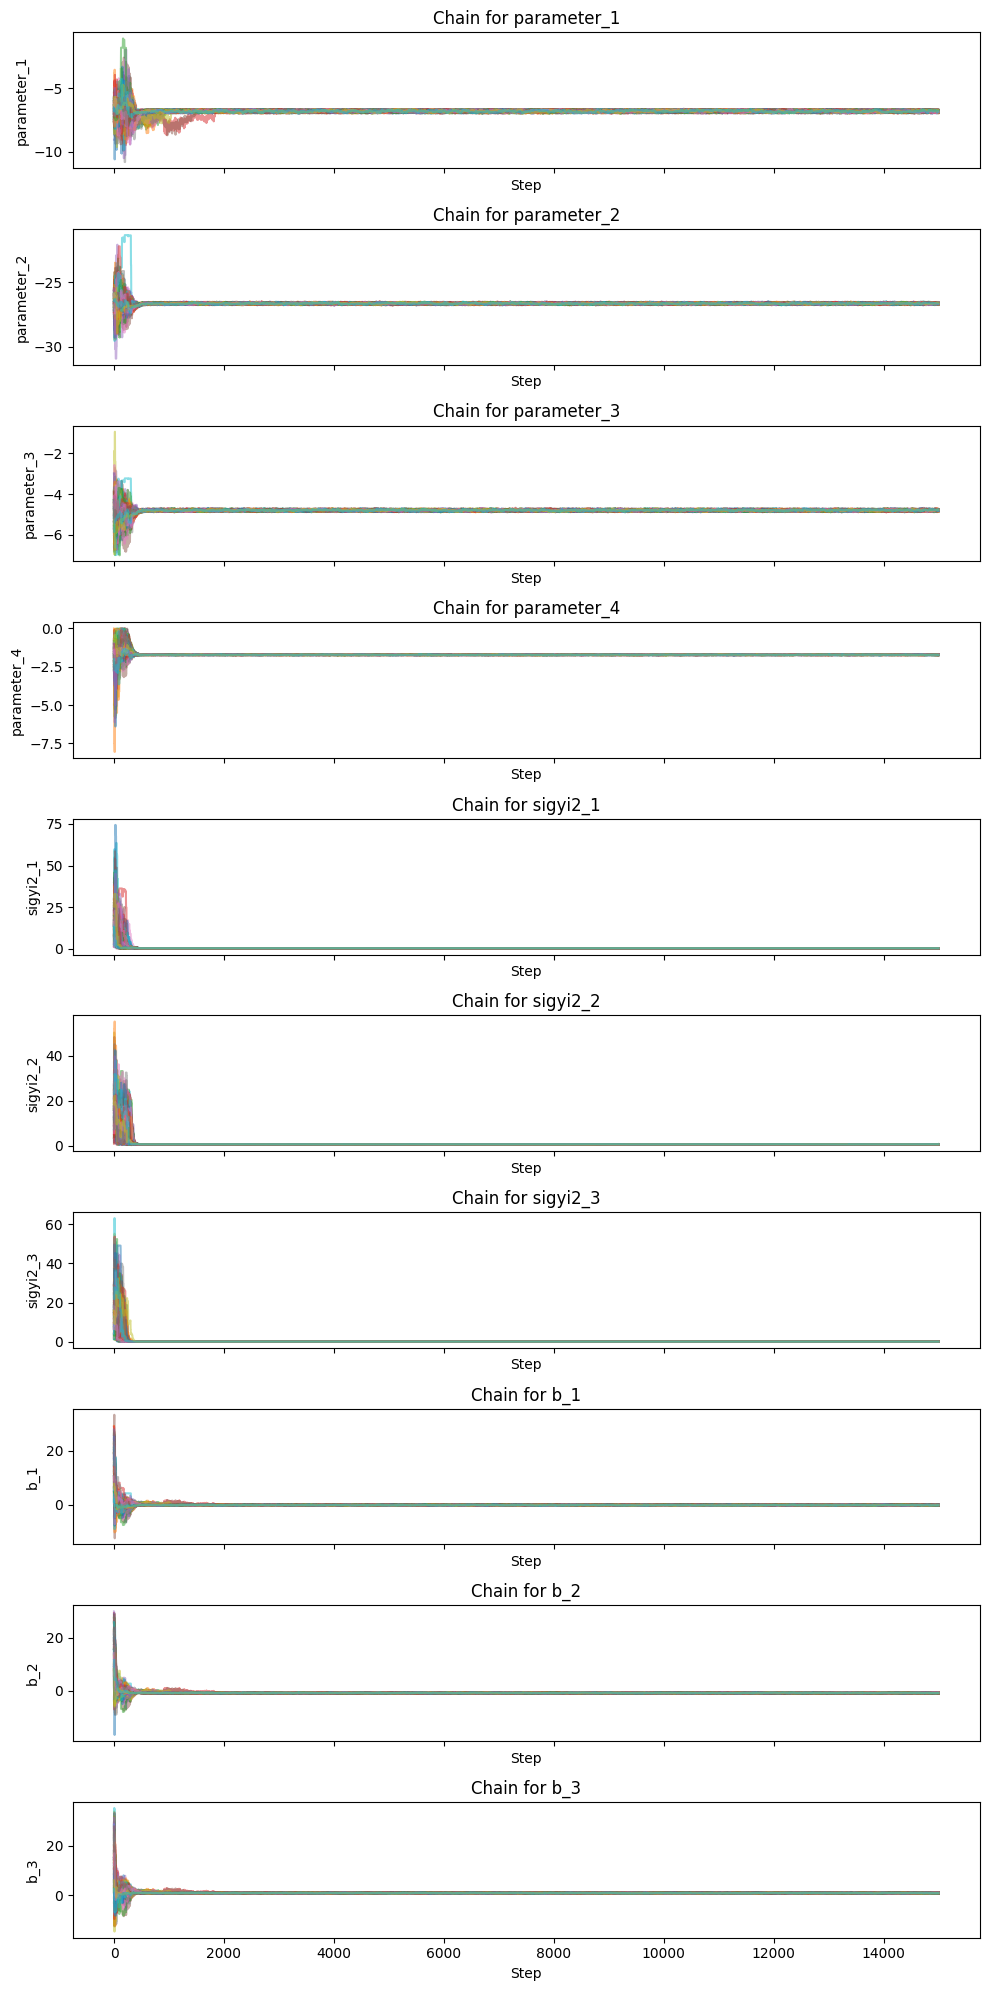 Chain for parameter_1
parameter_1
−5
−10
Step
Chain for parameter_2
parameter_2
−25
−30
Step
Chain for parameter_3
parameter_3
−2
−4
−6
Step
Chain for parameter_4
parameter_4
0.0
−2.5
−5.0
−7.5
Step
Chain for sigyi2_1
sigyi2_1
75
50
25
0
Step
Chain for sigyi2_2
sigyi2_2
40
20
0
Step
Chain for sigyi2_3
sigyi2_3
60
40
20
0
Step
Chain for b_1
b_1
20
0
Step
Chain for b_2
b_2
20
0
Step
Chain for b_3
b_3
20
0
0 2000 4000 6000 8000 10000 12000 14000
Step